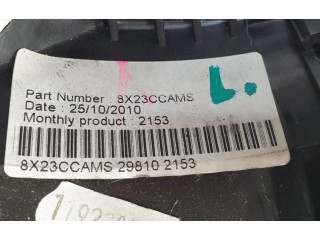 Part Number : 8X23CCAMS
Date : 25/10/2010
Monthly product : 2153
8X23CCAMS 29810 2153